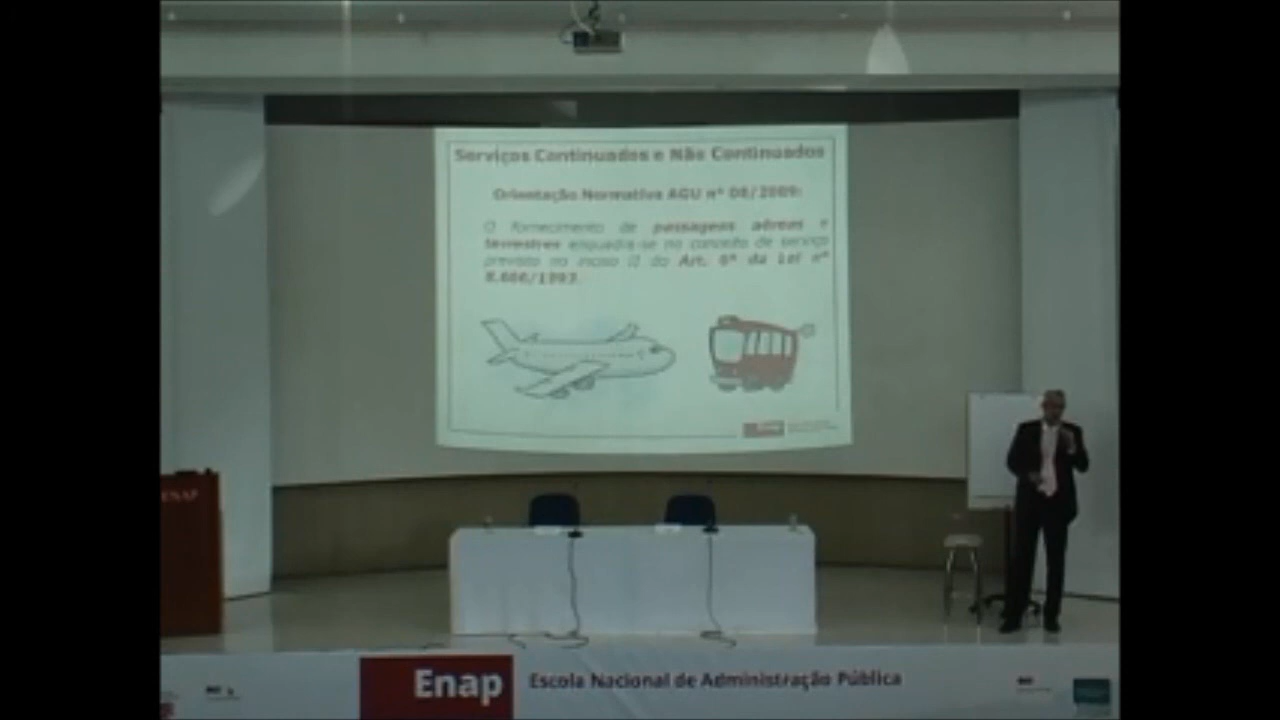 Serviços Continuados e Não Continuados
Orientação Normativa AGU nº 08/2009:
O fornecimento de passagens aéreas e
terrestres enquadra-se no conceito de serviço
previsto no inciso II do Art. 6º da Lei nº
8.666/1993.
Enap
ENAP
Enap
Escola Nacional de Administração Pública